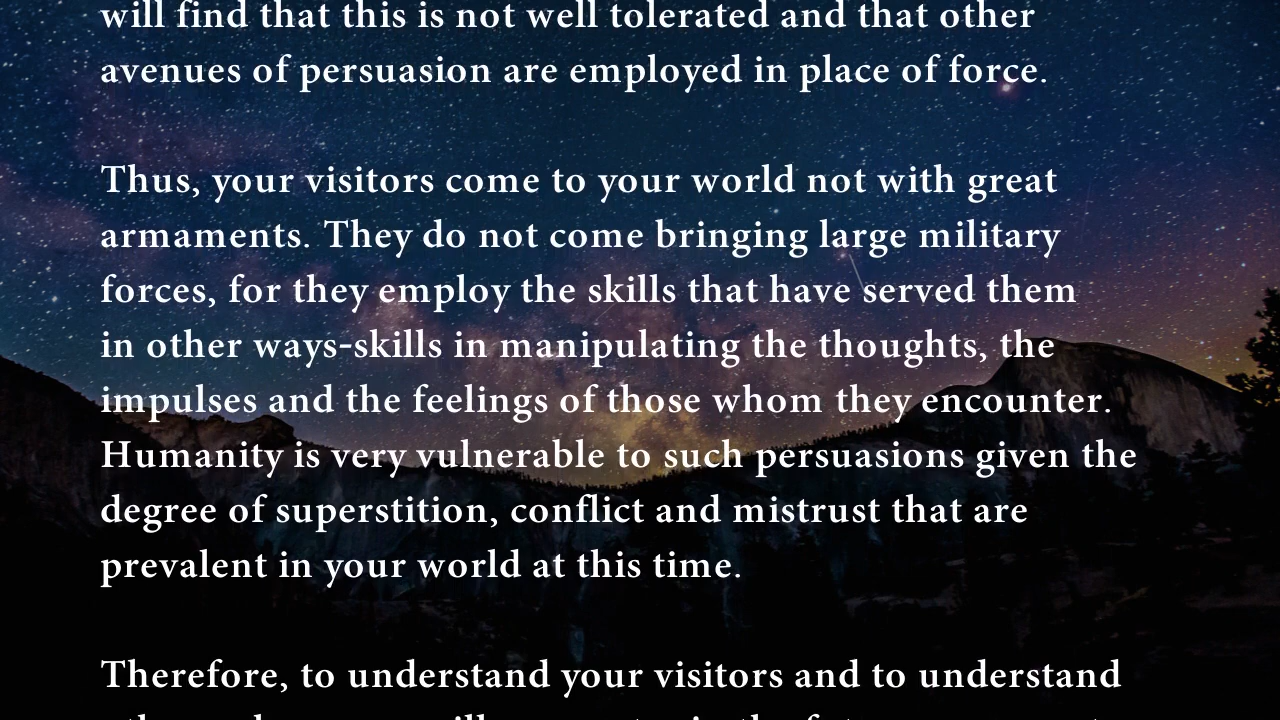 will find that this is not well tolerated and that other
avenues of persuasion are employed in place of force.
Thus, your visitors come to your world not with great
armaments. They do not come bringing large military
forces, for they employ the skills that have served them
in other ways-skills in manipulating the thoughts, the
impulses and the feelings of those whom they encounter.
Humanity is very vulnerable to such persuasions given the
degree of superstition, conflict and mistrust that are
prevalent in your world at this time.
Therefore, to understand your visitors and to understand